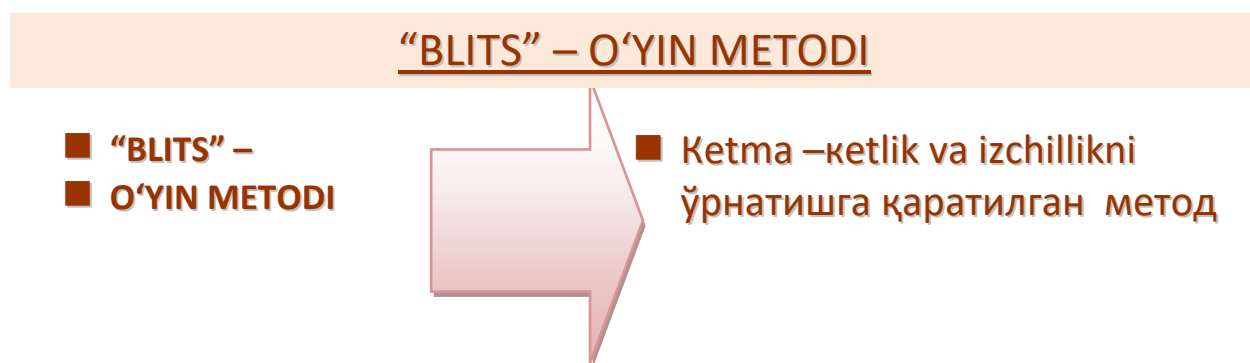 “BLITS” – O‘YIN METODI
“BLITS” –
O‘YIN METODI
Кetma –кetlik va izchillikni
ўрнатишга қаратилган метод